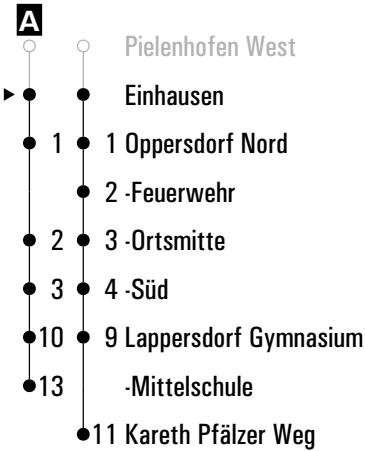 A
Pielenhofen West
Einhausen
1 1 Oppersdorf Nord
2 -Feuerwehr
2 3 -Ortsmitte
3 4 -Süd
10 9 Lappersdorf Gymnasium
13 -Mittelschule
11 Kareth Pfälzer Weg